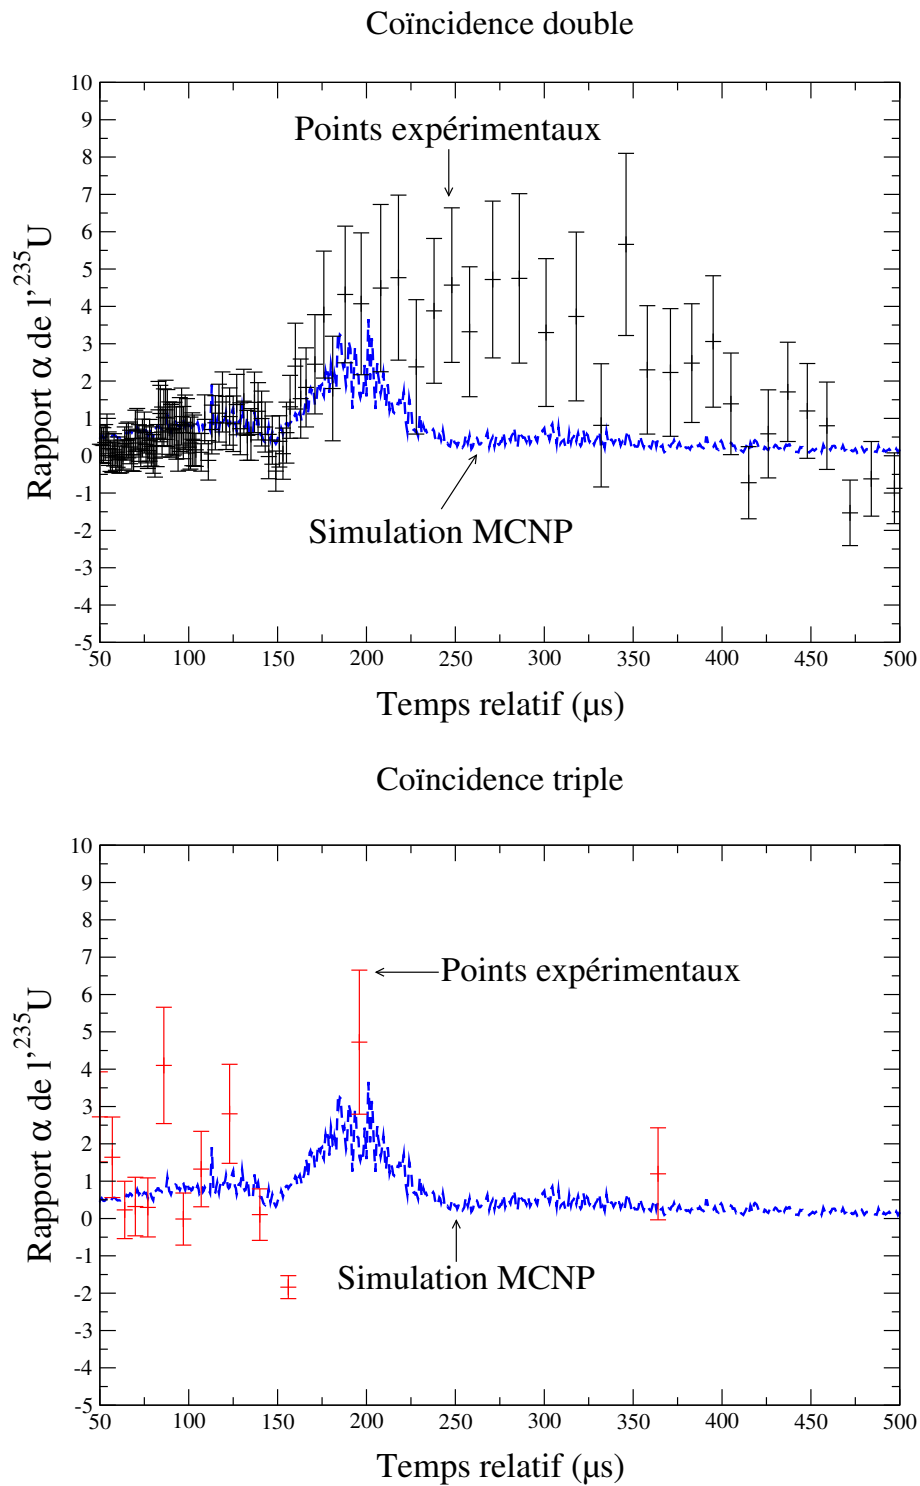 Coïncidence double
10
9
8
7
6
5
4
3
2
1
0
-1
-2
-3
-4
-5
Rapport α de l'²³⁵U
Points expérimentaux
Simulation MCNP
50 100 150 200 250 300 350 400 450 500
Temps relatif (μs)
Coïncidence triple
10
9
8
7
6
5
4
3
2
1
0
-1
-2
-3
-4
-5
Rapport α de l'²³⁵U
Points expérimentaux
Simulation MCNP
50 100 150 200 250 300 350 400 450 500
Temps relatif (μs)